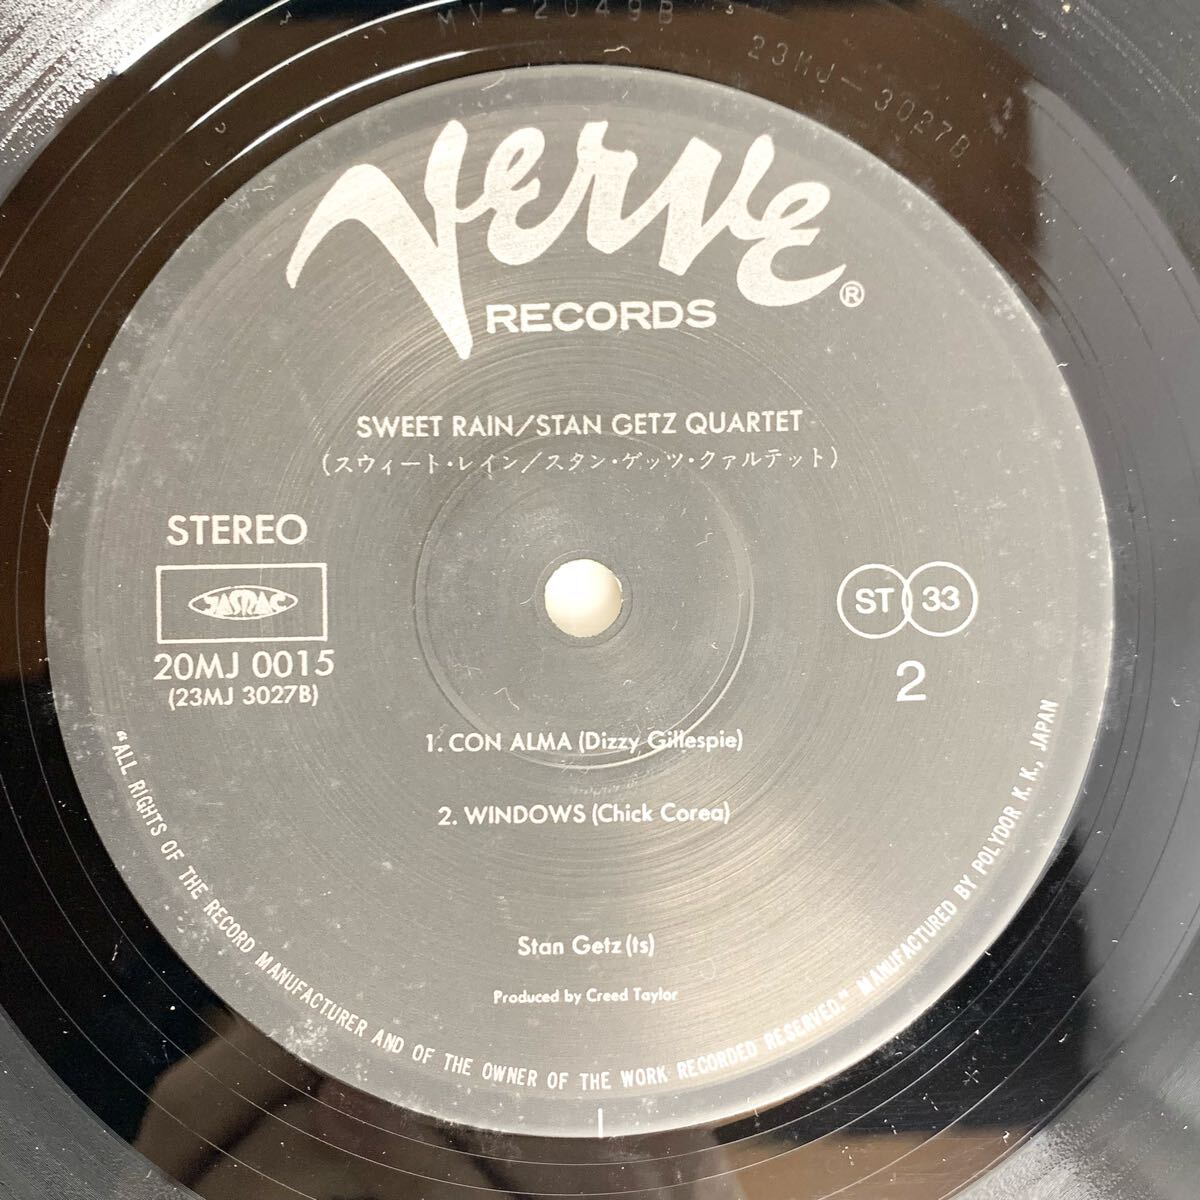 MV-2049B
23MJ-3027B
VERVE ®
RECORDS
SWEET RAIN/STAN GETZ QUARTET
(スウィート・レイン/スタン・ゲッツ・クァルテット)
STEREO
JASRAC
20MJ 0015
(23MJ 3027B)
ST 33
2
1. CON ALMA (Dizzy Gillespie)
2. WINDOWS (Chick Corea)
Stan Getz (ts)
Produced by Creed Taylor
"ALL RIGHTS OF THE RECORD MANUFACTURER AND OF THE OWNER OF THE WORK RECORDED RESERVED." MANUFACTURED BY POLYDOR K. K., JAPAN